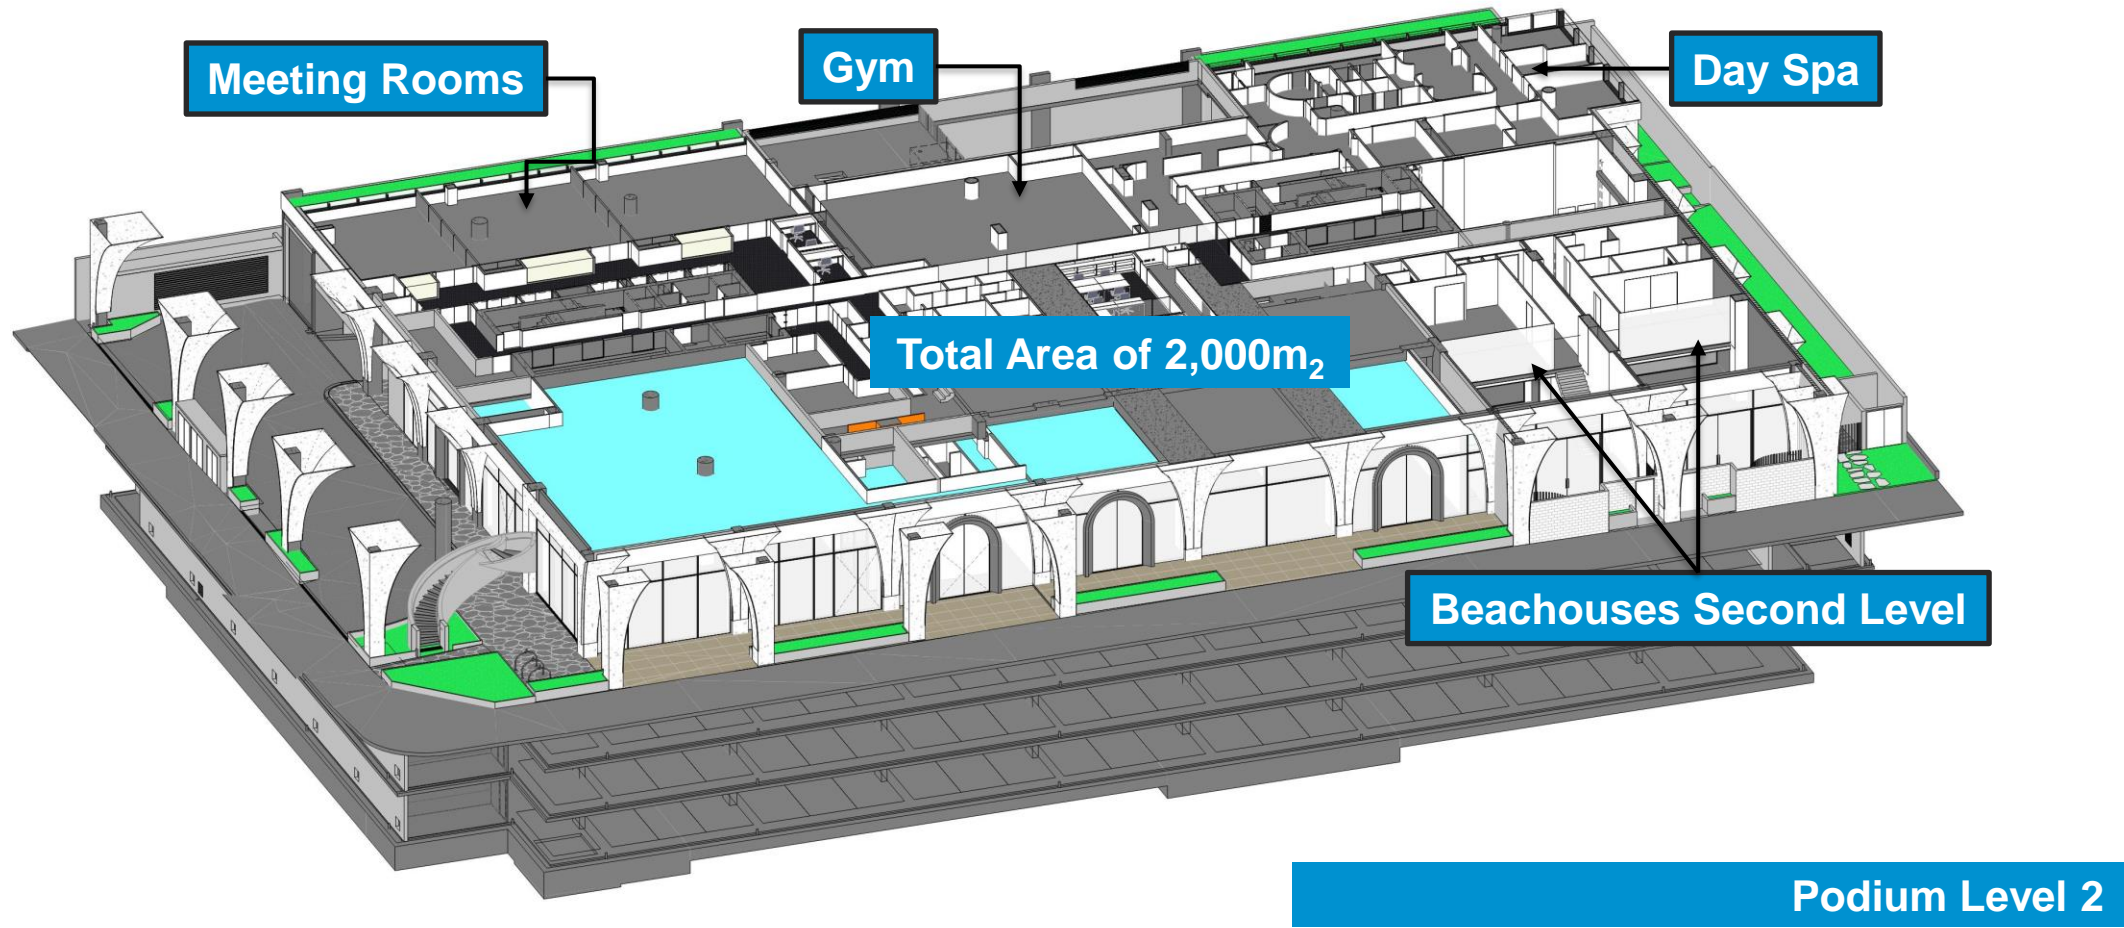 Meeting Rooms
Gym
Day Spa
Total Area of 2,000m₂
Beachouses Second Level
Podium Level 2